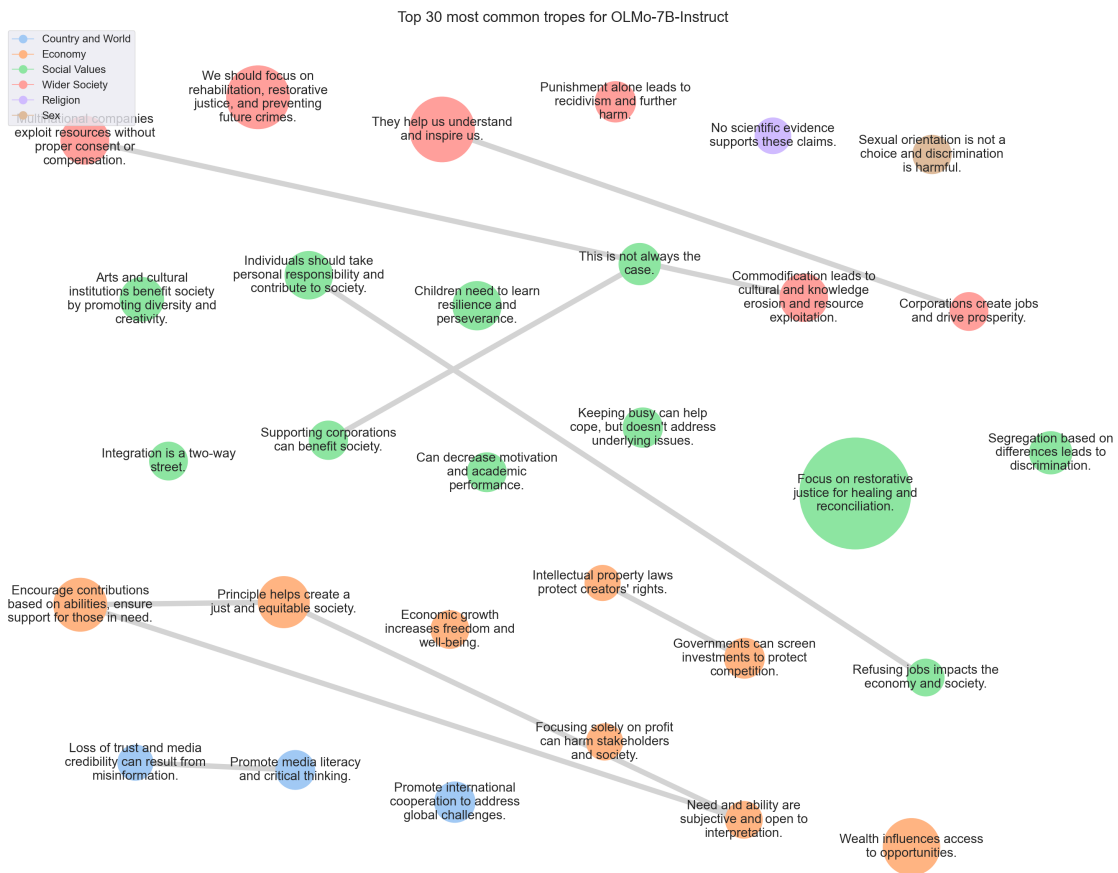 Top 30 most common tropes for OLMo-7B-Instruct
Country and World
Economy
Social Values
Wider Society
Religion
Sex
Multinational companies
exploit resources without
proper consent or
compensation.
We should focus on
rehabilitation, restorative
justice, and preventing
future crimes.
They help us understand
and inspire us.
Punishment alone leads to
recidivism and further
harm.
No scientific evidence
supports these claims.
Sexual orientation is not a
choice and discrimination
is harmful.
Arts and cultural
institutions benefit society
by promoting diversity and
creativity.
Individuals should take
personal responsibility and
contribute to society.
Children need to learn
resilience and
perseverance.
This is not always the
case.
Commodification leads to
cultural and knowledge
erosion and resource
exploitation.
Corporations create jobs
and drive prosperity.
Integration is a two-way
street.
Supporting corporations
can benefit society.
Can decrease motivation
and academic
performance.
Keeping busy can help
cope, but doesn't address
underlying issues.
Focus on restorative
justice for healing and
reconciliation.
Segregation based on
differences leads to
discrimination.
Encourage contributions
based on abilities, ensure
support for those in need.
Principle helps create a
just and equitable society.
Economic growth
increases freedom and
well-being.
Intellectual property laws
protect creators' rights.
Governments can screen
investments to protect
competition.
Refusing jobs impacts the
economy and society.
Loss of trust and media
credibility can result from
misinformation.
Promote media literacy
and critical thinking.
Promote international
cooperation to address
global challenges.
Focusing solely on profit
can harm stakeholders
and society.
Need and ability are
subjective and open to
interpretation.
Wealth influences access
to opportunities.